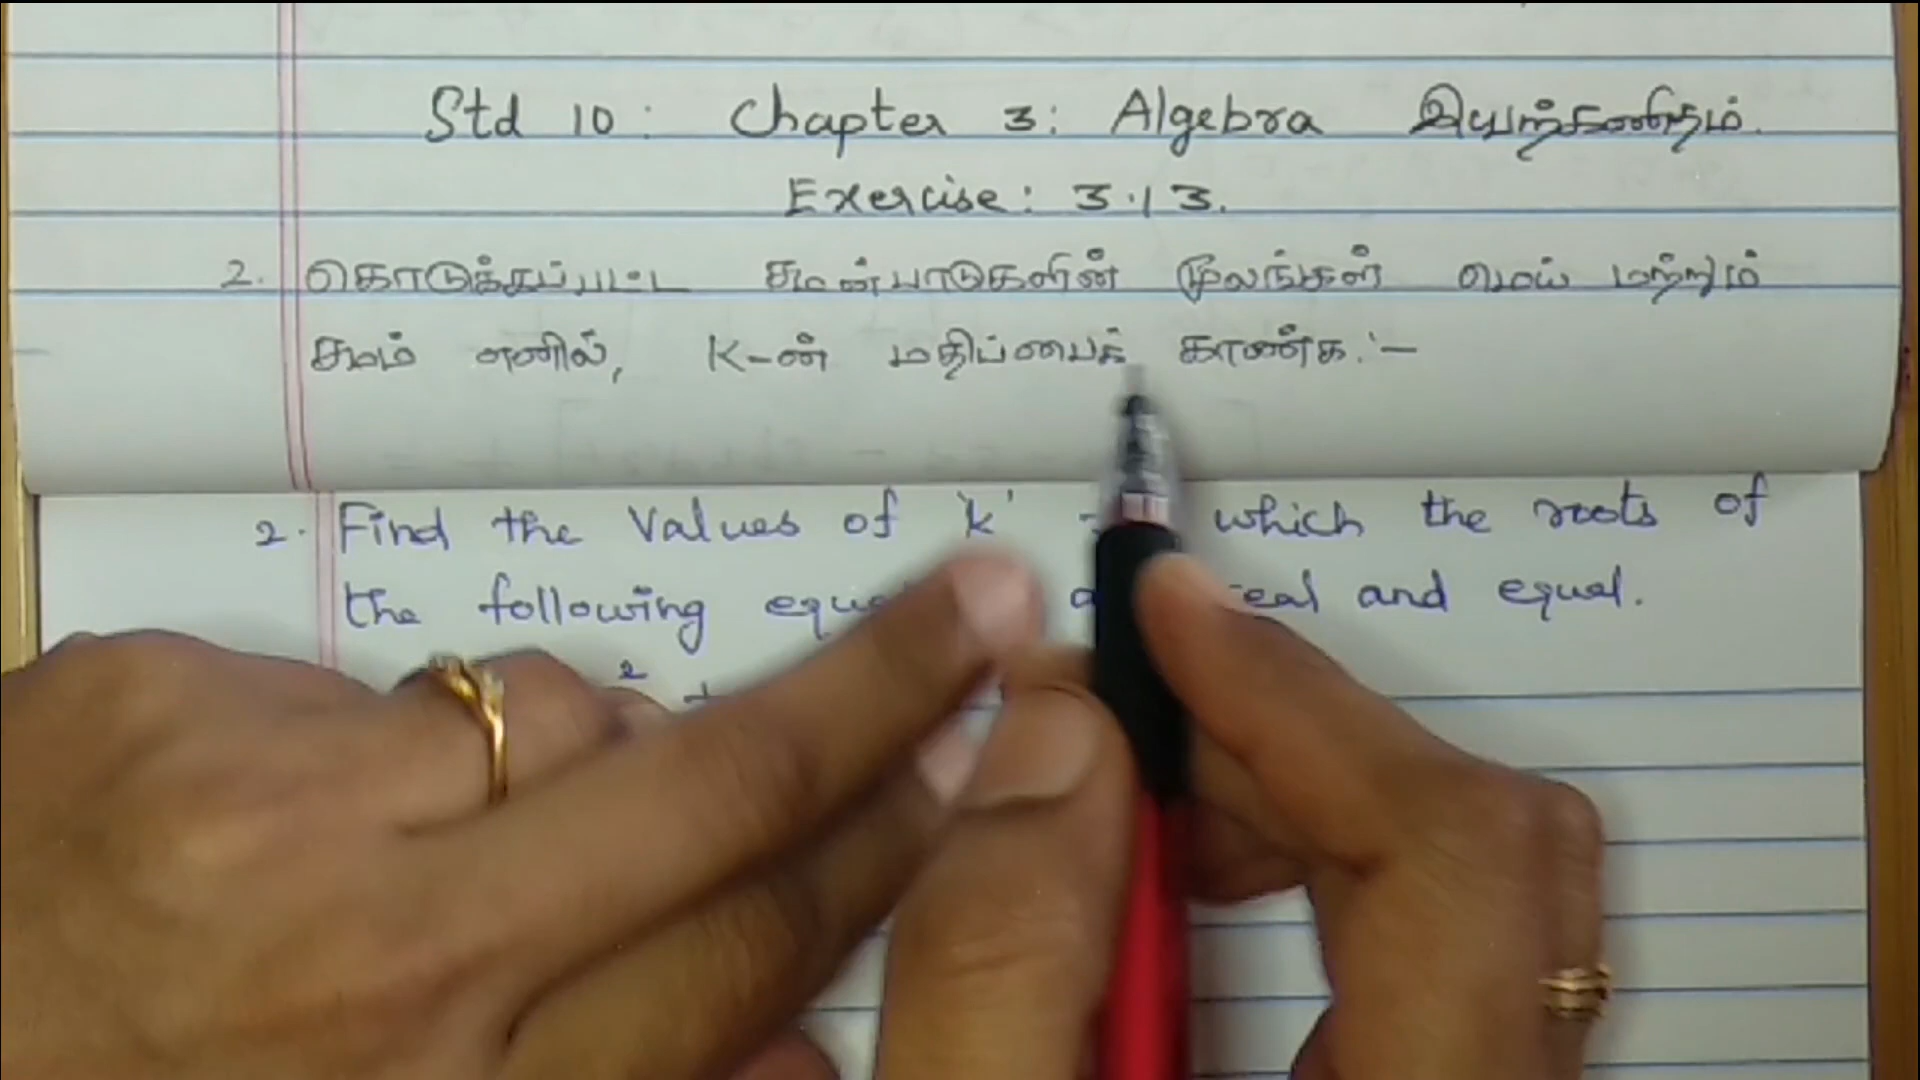 Std 10: Chapter 3: Algebra இயற்கணிதம்.
Exercise: 3.13.
2. கொடுக்கப்பட்ட சமன்பாடுகளின் மூலங்கள் மெய் மற்றும்
சமம் எனில், K-ன் மதிப்பைக் காண்க:-
2. Find the Values of 'k' which the roots of
the following and equal.
2 +